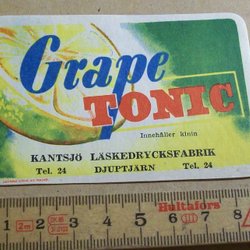 Grape
TONIC
Innehåller kinin
KANTSJÖ LÄSKEDRYCKSFABRIK
Tel. 24 DJUPTJÄRN Tel. 24
Hultafors
1 2m 2 3 4 5 6 7 8